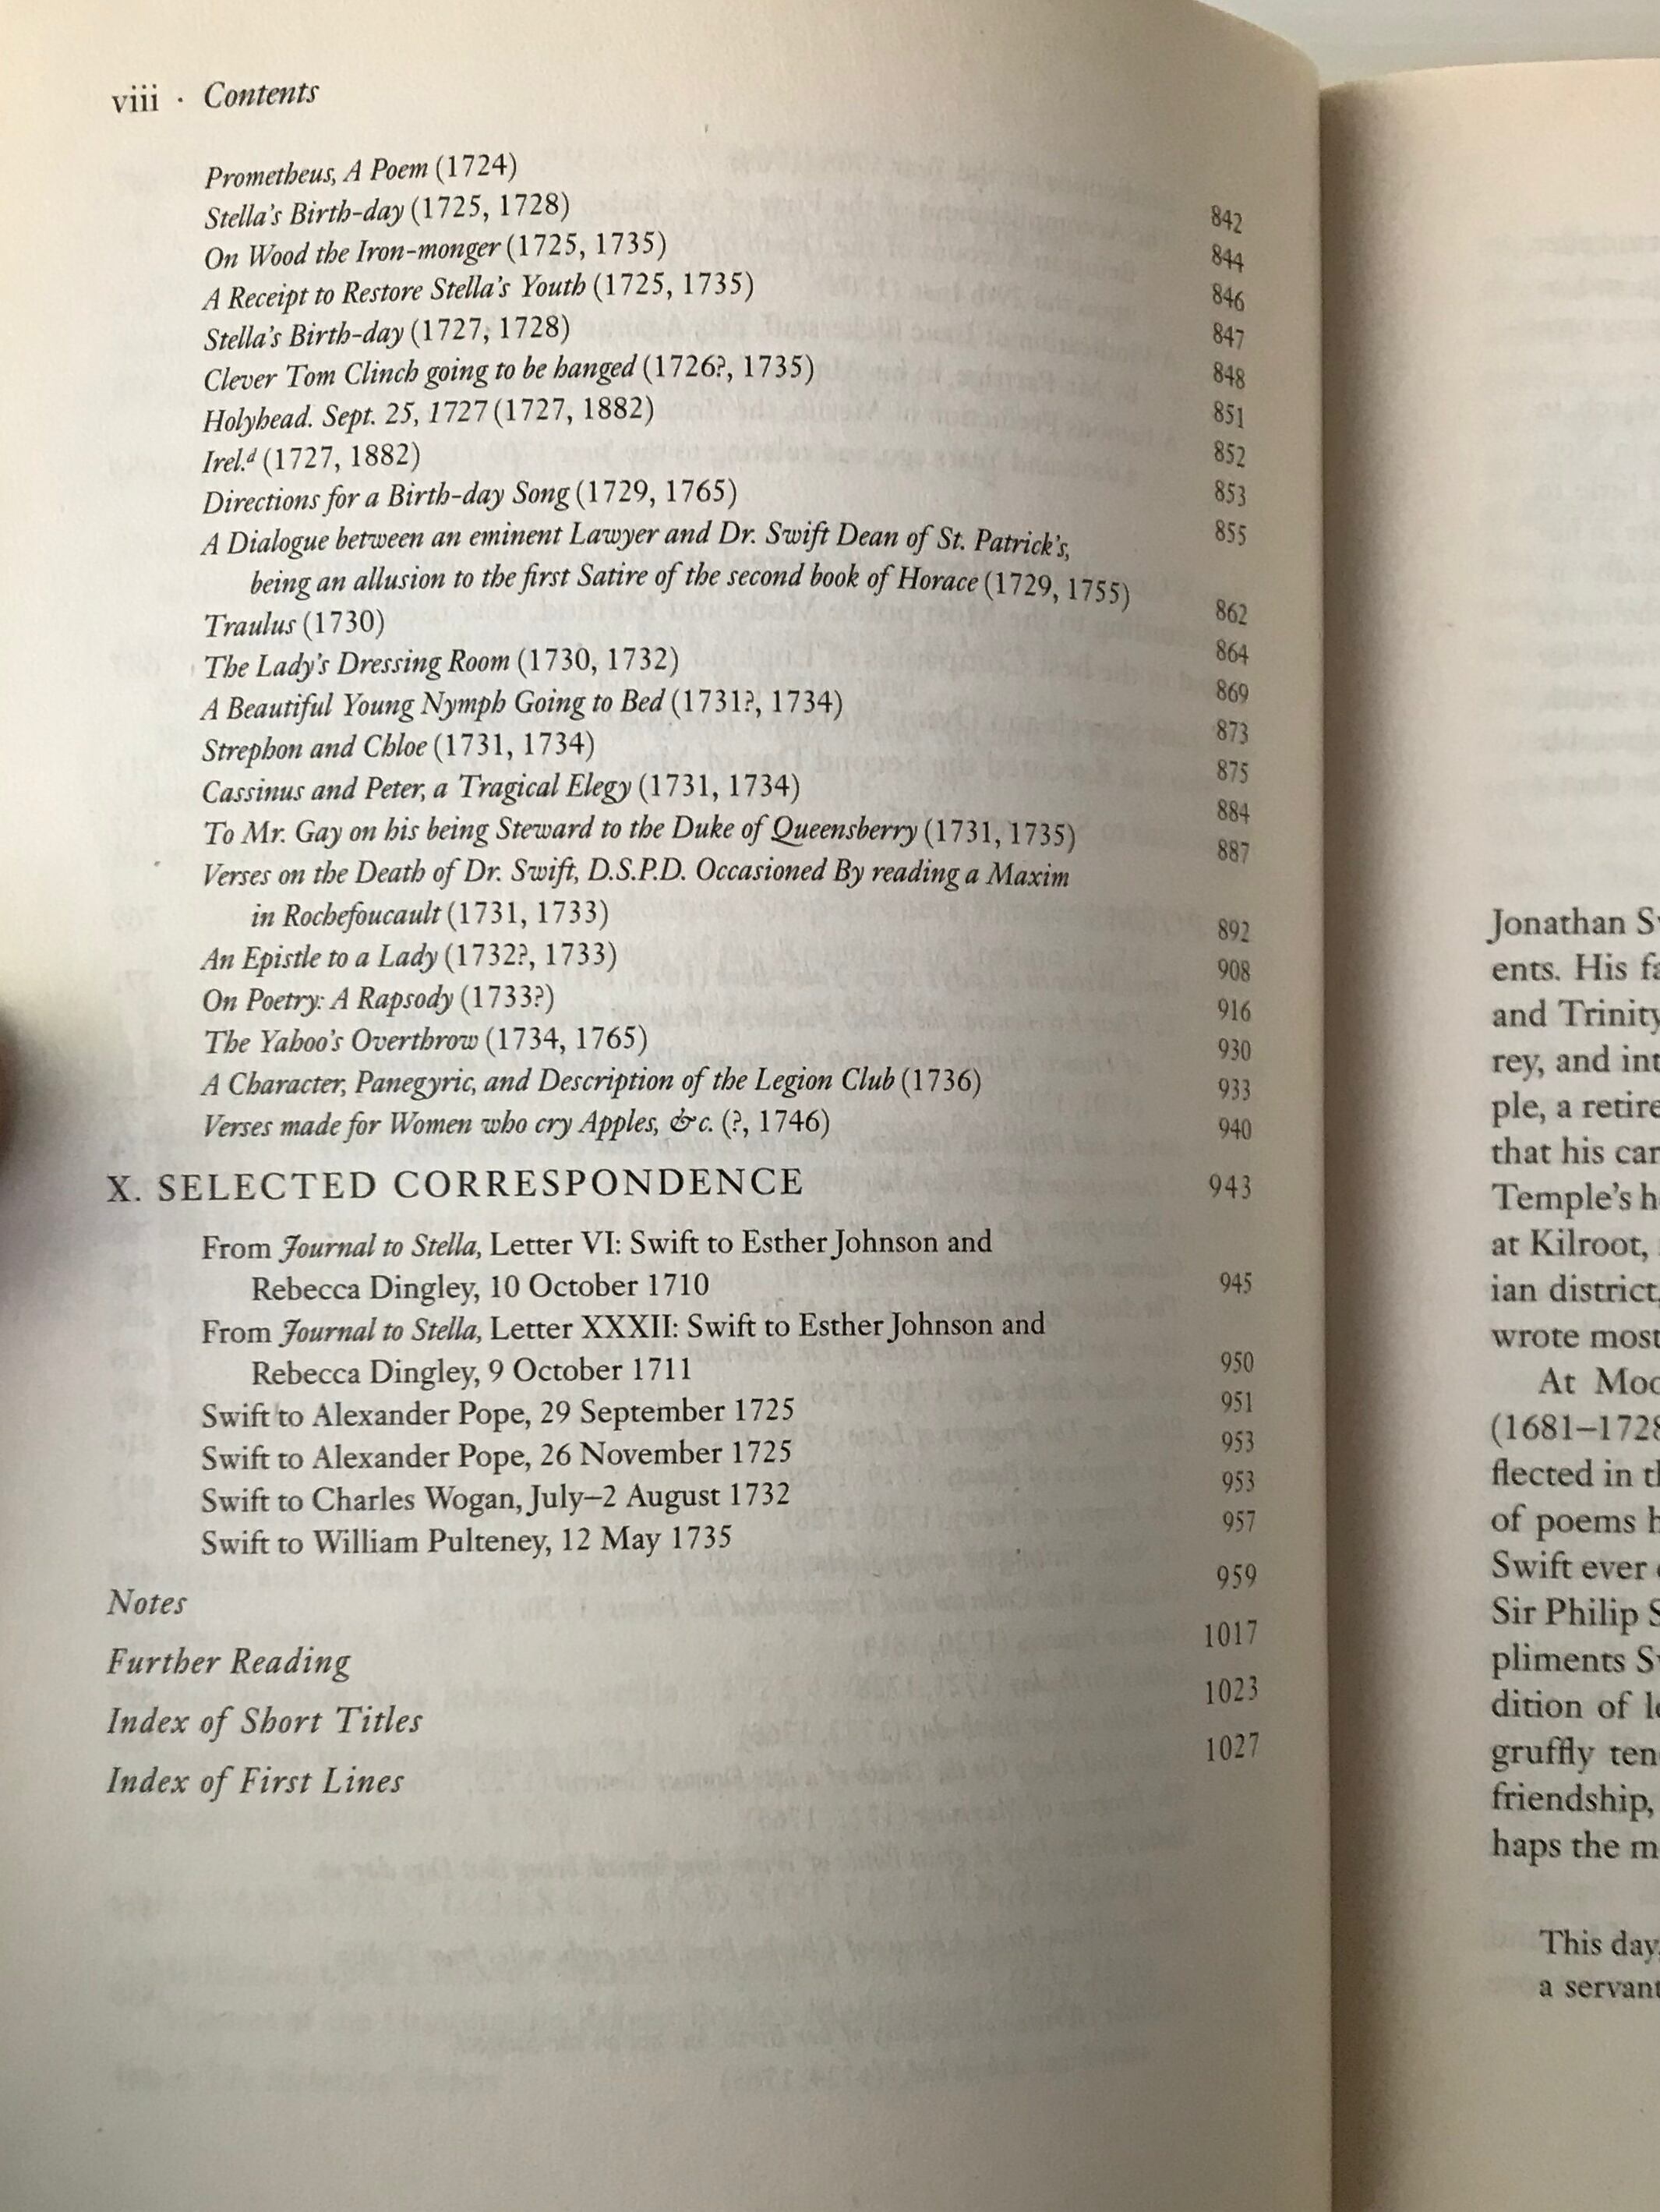 viii · Contents
Prometheus, A Poem (1724) 842
Stella's Birth-day (1725, 1728) 844
On Wood the Iron-monger (1725, 1735) 846
A Receipt to Restore Stella's Youth (1725, 1735) 847
Stella's Birth-day (1727, 1728) 848
Clever Tom Clinch going to be hanged (1726?, 1735) 851
Holyhead. Sept. 25, 1727 (1727, 1882) 852
Irel.ᵈ (1727, 1882) 853
Directions for a Birth-day Song (1729, 1765) 855
A Dialogue between an eminent Lawyer and Dr. Swift Dean of St. Patrick's,
being an allusion to the first Satire of the second book of Horace (1729, 1755) 862
Traulus (1730) 864
The Lady's Dressing Room (1730, 1732) 869
A Beautiful Young Nymph Going to Bed (1731?, 1734) 873
Strephon and Chloe (1731, 1734) 875
Cassinus and Peter, a Tragical Elegy (1731, 1734) 884
To Mr. Gay on his being Steward to the Duke of Queensberry (1731, 1735) 887
Verses on the Death of Dr. Swift, D.S.P.D. Occasioned By reading a Maxim
in Rochefoucault (1731, 1733) 892
An Epistle to a Lady (1732?, 1733) 908
On Poetry: A Rapsody (1733?) 916
The Yahoo's Overthrow (1734, 1765) 930
A Character, Panegyric, and Description of the Legion Club (1736) 933
Verses made for Women who cry Apples, &c. (?, 1746) 940
X. SELECTED CORRESPONDENCE 943
From Journal to Stella, Letter VI: Swift to Esther Johnson and
Rebecca Dingley, 10 October 1710 945
From Journal to Stella, Letter XXXII: Swift to Esther Johnson and
Rebecca Dingley, 9 October 1711 950
Swift to Alexander Pope, 29 September 1725 951
Swift to Alexander Pope, 26 November 1725 953
Swift to Charles Wogan, July–2 August 1732 953
Swift to William Pulteney, 12 May 1735 957
Notes 959
Further Reading 1017
Index of Short Titles 1023
Index of First Lines 1027
Jonathan
ents. His
and Trinity
rey, and
ple, a
that his
Temple's
at Kilroot,
ian district,
wrote most
At
(1681–1728
flected in
of poems
Swift ever
Sir Philip
pliments
dition of
gruffly
friendship,
haps the
This day,
a servant